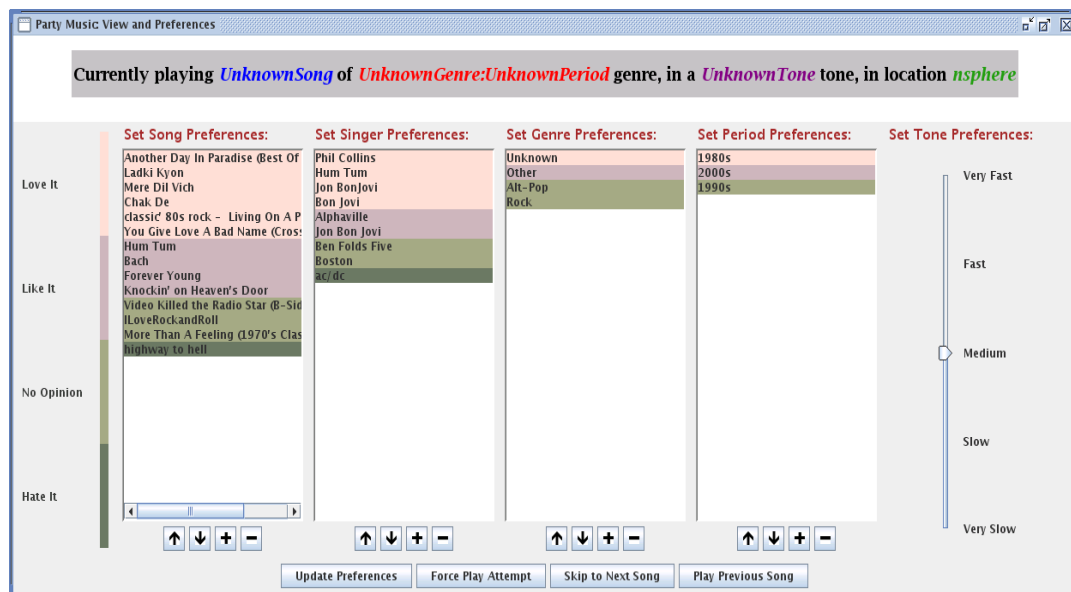 Party Music: View and Preferences
Currently playing UnknownSong of UnknownGenre:UnknownPeriod genre, in a UnknownTone tone, in location nsphere
Love It
Like It
No Opinion
Hate It
Set Song Preferences:
Another Day In Paradise (Best Of
Ladki Kyon
Mere Dil Vich
Chak De
classic' 80s rock - Living On A P
You Give Love A Bad Name (Cross
Hum Tum
Bach
Forever Young
Knockin' on Heaven's Door
Video Killed the Radio Star (B-Sid
ILoveRockandRoll
More Than A Feeling (1970's Clas
highway to hell
Set Singer Preferences:
Phil Collins
Hum Tum
Jon BonJovi
Bon Jovi
Alphaville
Jon Bon Jovi
Ben Folds Five
Boston
ac/dc
Set Genre Preferences:
Unknown
Other
Alt-Pop
Rock
Set Period Preferences:
1980s
2000s
1990s
Set Tone Preferences:
Very Fast
Fast
Medium
Slow
Very Slow
Update Preferences
Force Play Attempt
Skip to Next Song
Play Previous Song